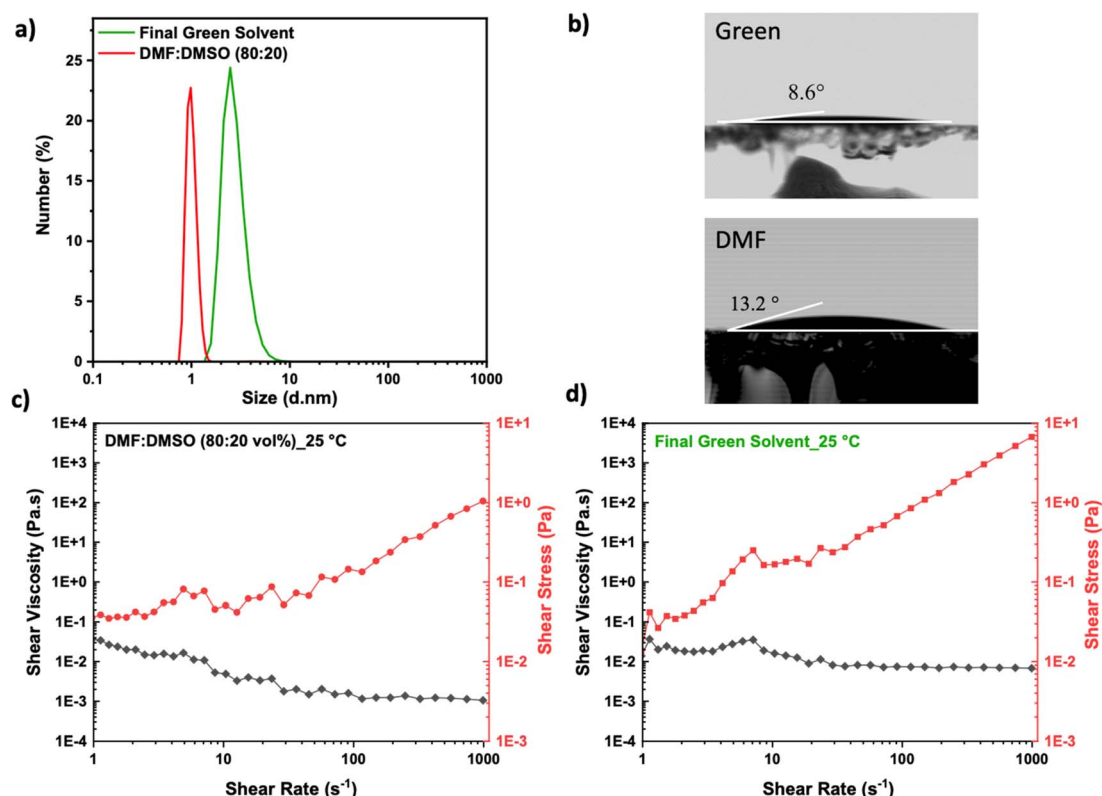 a)
Final Green Solvent
DMF:DMSO (80:20)
25
20
15
10
5
0
Number (%)
0.1 1 10 100 1000
Size (d.nm)
b)
Green
8.6°
DMF
13.2 °
c)
DMF:DMSO (80:20 vol%)_25 °C
1E+4
1E+3
1E+2
1E+1
1E+0
1E-1
1E-2
1E-3
1E-4
Shear Viscosity (Pa.s)
1E+1
1E+0
1E-1
1E-2
1E-3
Shear Stress (Pa)
1 10 100 1000
Shear Rate (s⁻¹)
d)
Final Green Solvent_25 °C
1E+4
1E+3
1E+2
1E+1
1E+0
1E-1
1E-2
1E-3
1E-4
Shear Viscosity (Pa.s)
1E+1
1E+0
1E-1
1E-2
1E-3
Shear Stress (Pa)
1 10 100 1000
Shear Rate (s⁻¹)